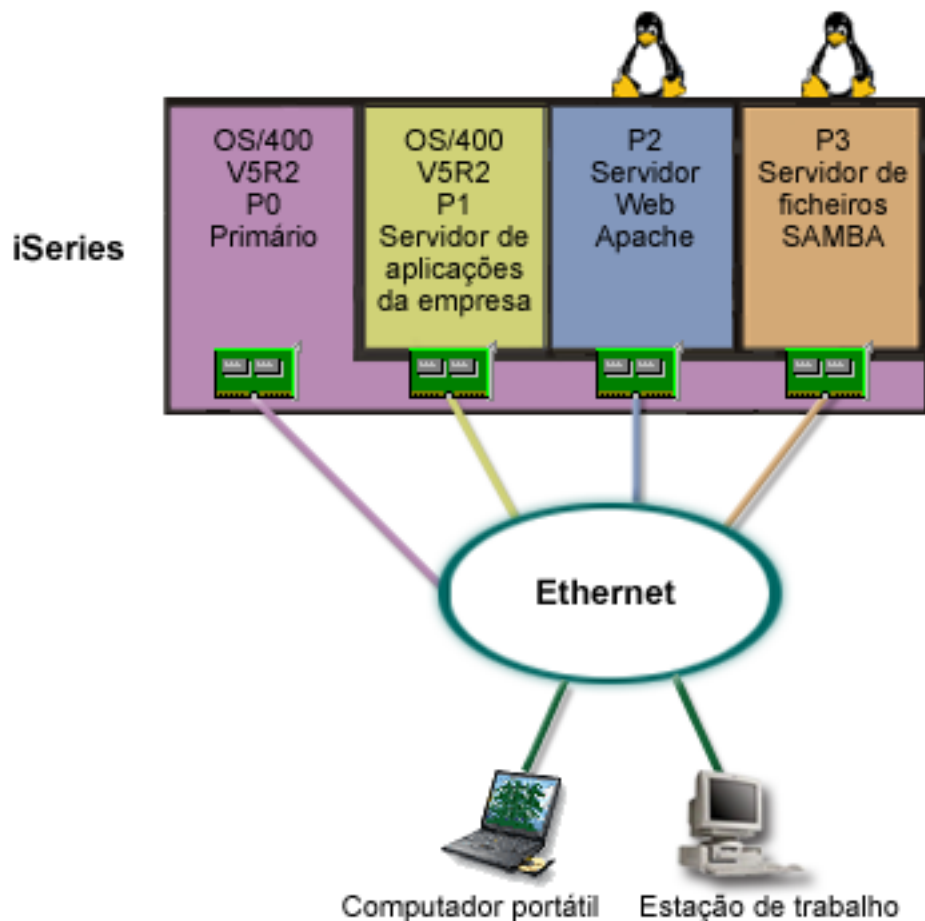 iSeries
OS/400
V5R2
P0
Primário
OS/400
V5R2
P1
Servidor de
aplicações
da empresa
P2
Servidor
Web
Apache
P3
Servidor de
ficheiros
SAMBA
Ethernet
Computador portátil
Estação de trabalho